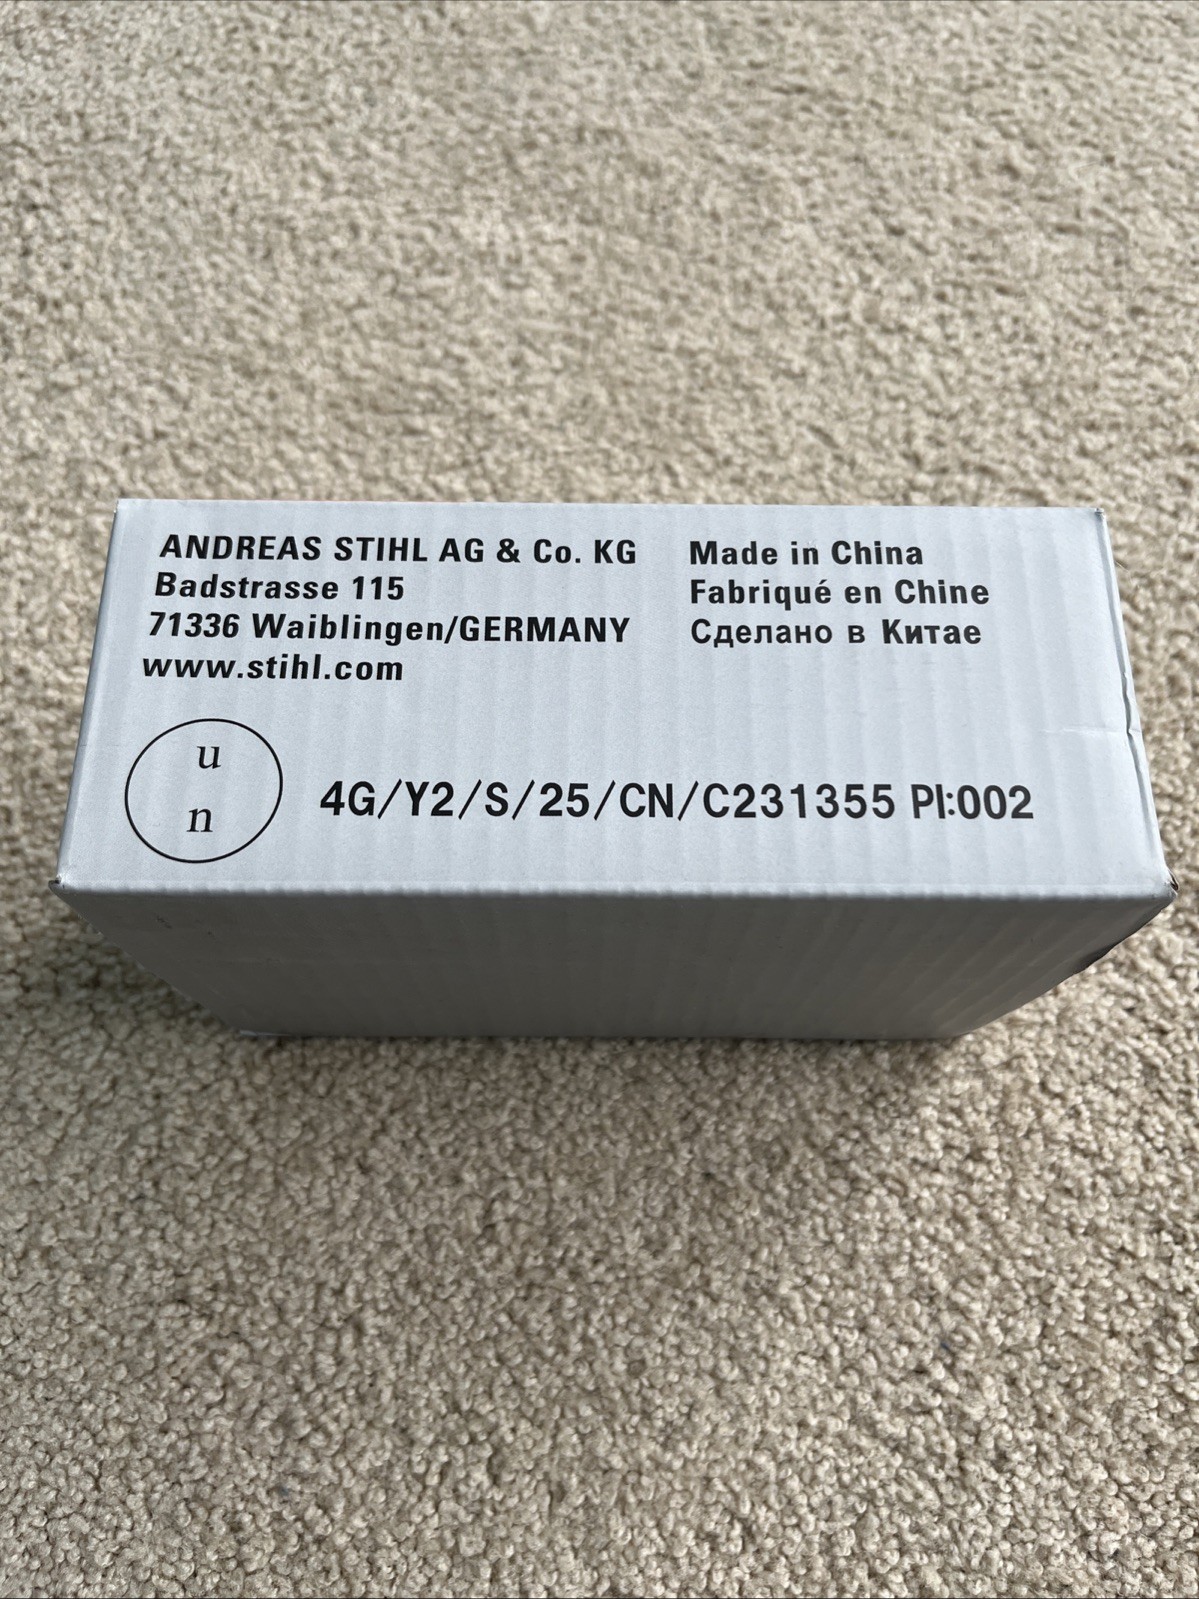 ANDREAS STIHL AG & Co. KG
Badstrasse 115
71336 Waiblingen/GERMANY
www.stihl.com
Made in China
Fabriqué en Chine
Сделано в Китае
u
n
4G/Y2/S/25/CN/C231355 PI:002